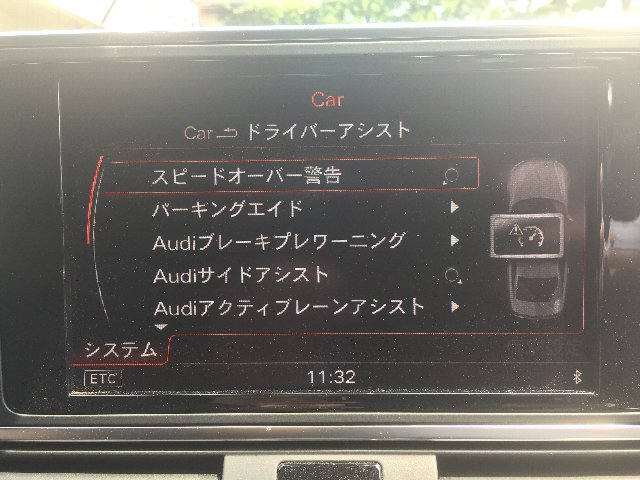 Car
Car ドライバーアシスト
スピードオーバー警告
パーキングエイド
Audiブレーキプレワーニング
Audiサイドアシスト
Audiアクティブレーンアシスト
システム
ETC 11:32